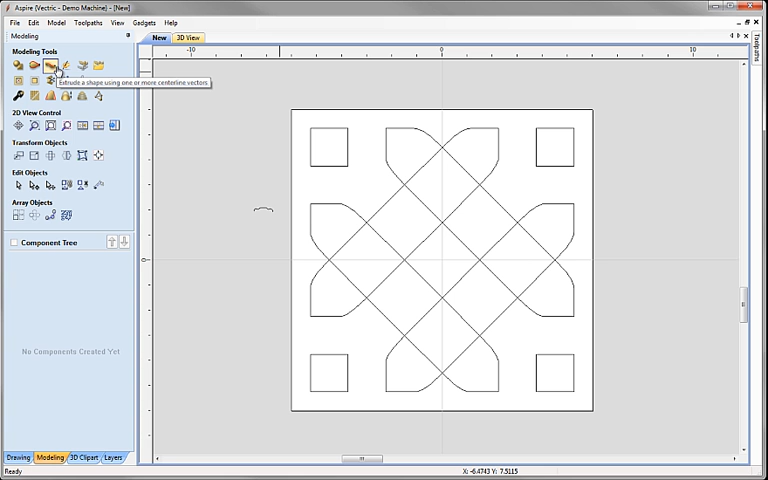 Aspire (Vectric - Demo Machine) - [New]
File Edit Model Toolpaths View Gadgets Help
Modeling
New 3D View
-10 0 10
Toolpaths
Modeling Tools
Extrude a shape using one or more centerline vectors
2D View Control
Transform Objects
Edit Objects
Array Objects
Component Tree
0
No Components Created Yet
Drawing Modeling 3D Clipart Layers
Ready
X: -6.4743 Y: 7.5115